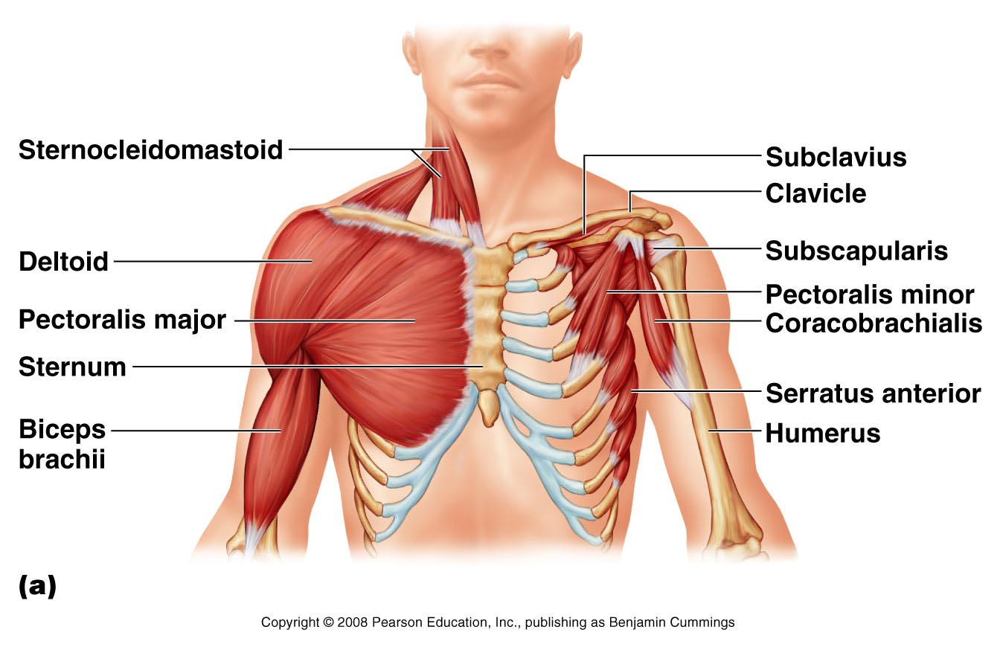 Sternocleidomastoid
Deltoid
Pectoralis major
Sternum
Biceps
brachii
Subclavius
Clavicle
Subscapularis
Pectoralis minor
Coracobrachialis
Serratus anterior
Humerus
(a)
Copyright © 2008 Pearson Education, Inc., publishing as Benjamin Cummings